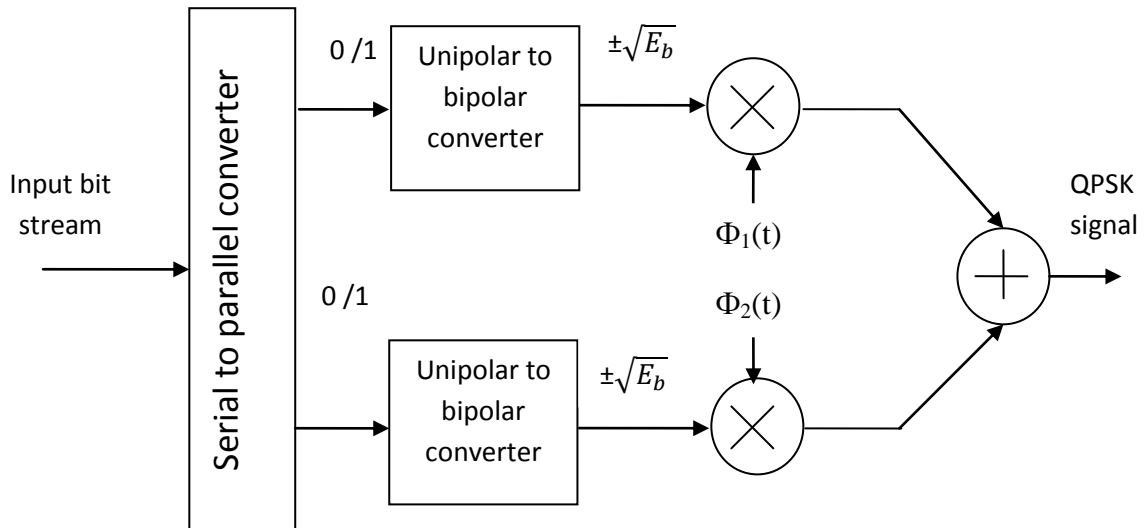 Input bit
stream
Serial to parallel converter
0 /1
Unipolar to
bipolar
converter
±√E_b
Φ₁(t)
QPSK
signal
0 /1
Unipolar to
bipolar
converter
±√E_b
Φ₂(t)